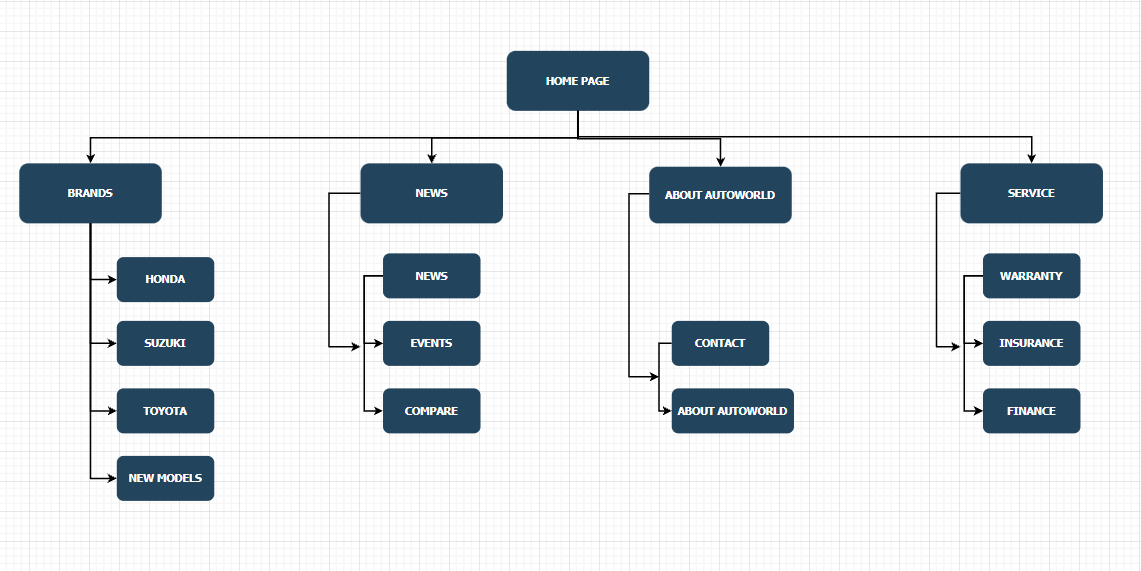 HOME PAGE
BRANDS
NEWS
ABOUT AUTOWORLD
SERVICE
HONDA
SUZUKI
TOYOTA
NEW MODELS
NEWS
EVENTS
COMPARE
CONTACT
ABOUT AUTOWORLD
WARRANTY
INSURANCE
FINANCE